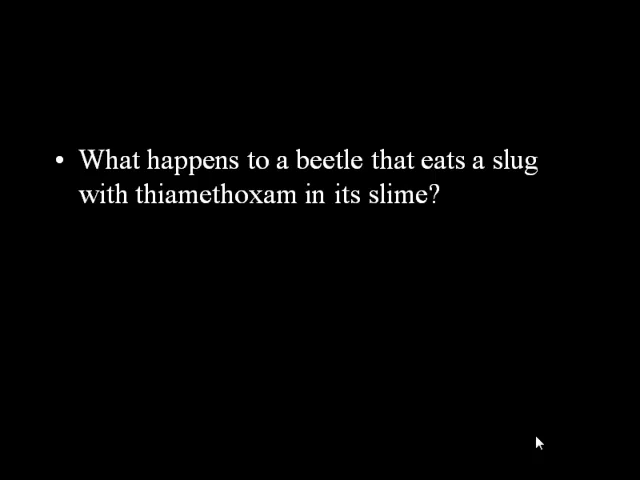 • What happens to a beetle that eats a slug
with thiamethoxam in its slime?